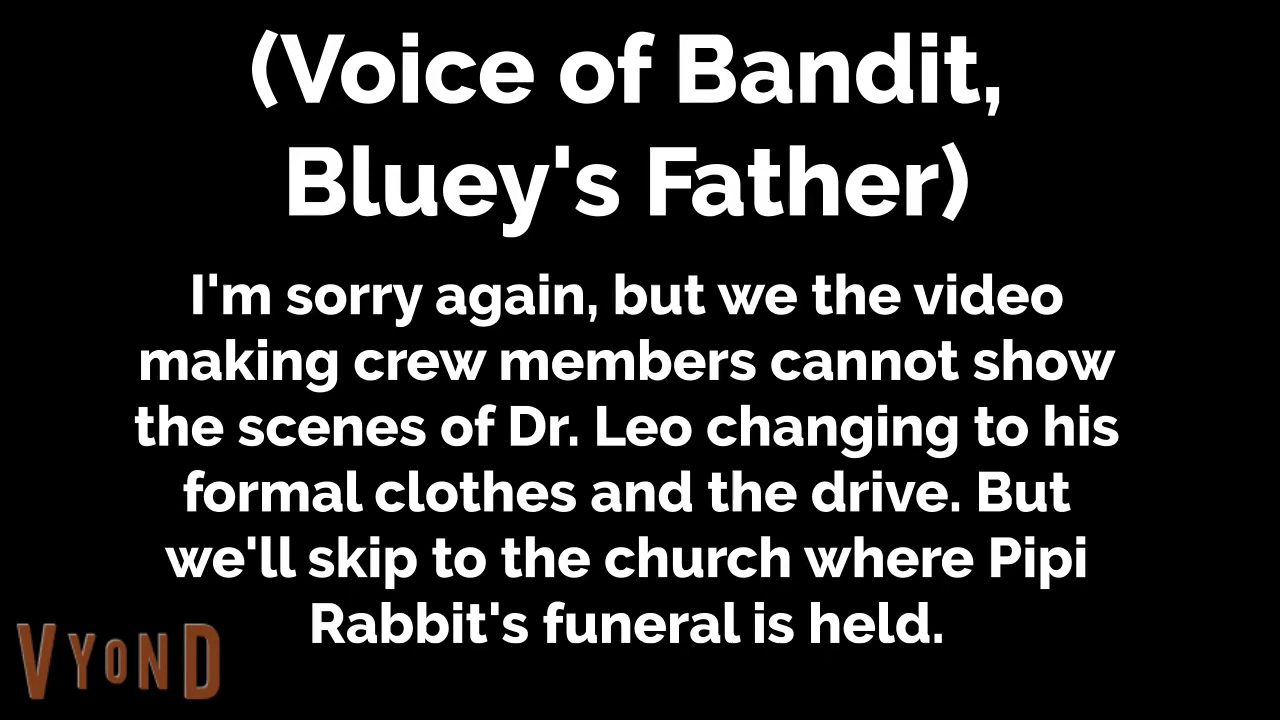 (Voice of Bandit,
Bluey's Father)
I'm sorry again, but we the video
making crew members cannot show
the scenes of Dr. Leo changing to his
formal clothes and the drive. But
we'll skip to the church where Pipi
Rabbit's funeral is held.
VYOND